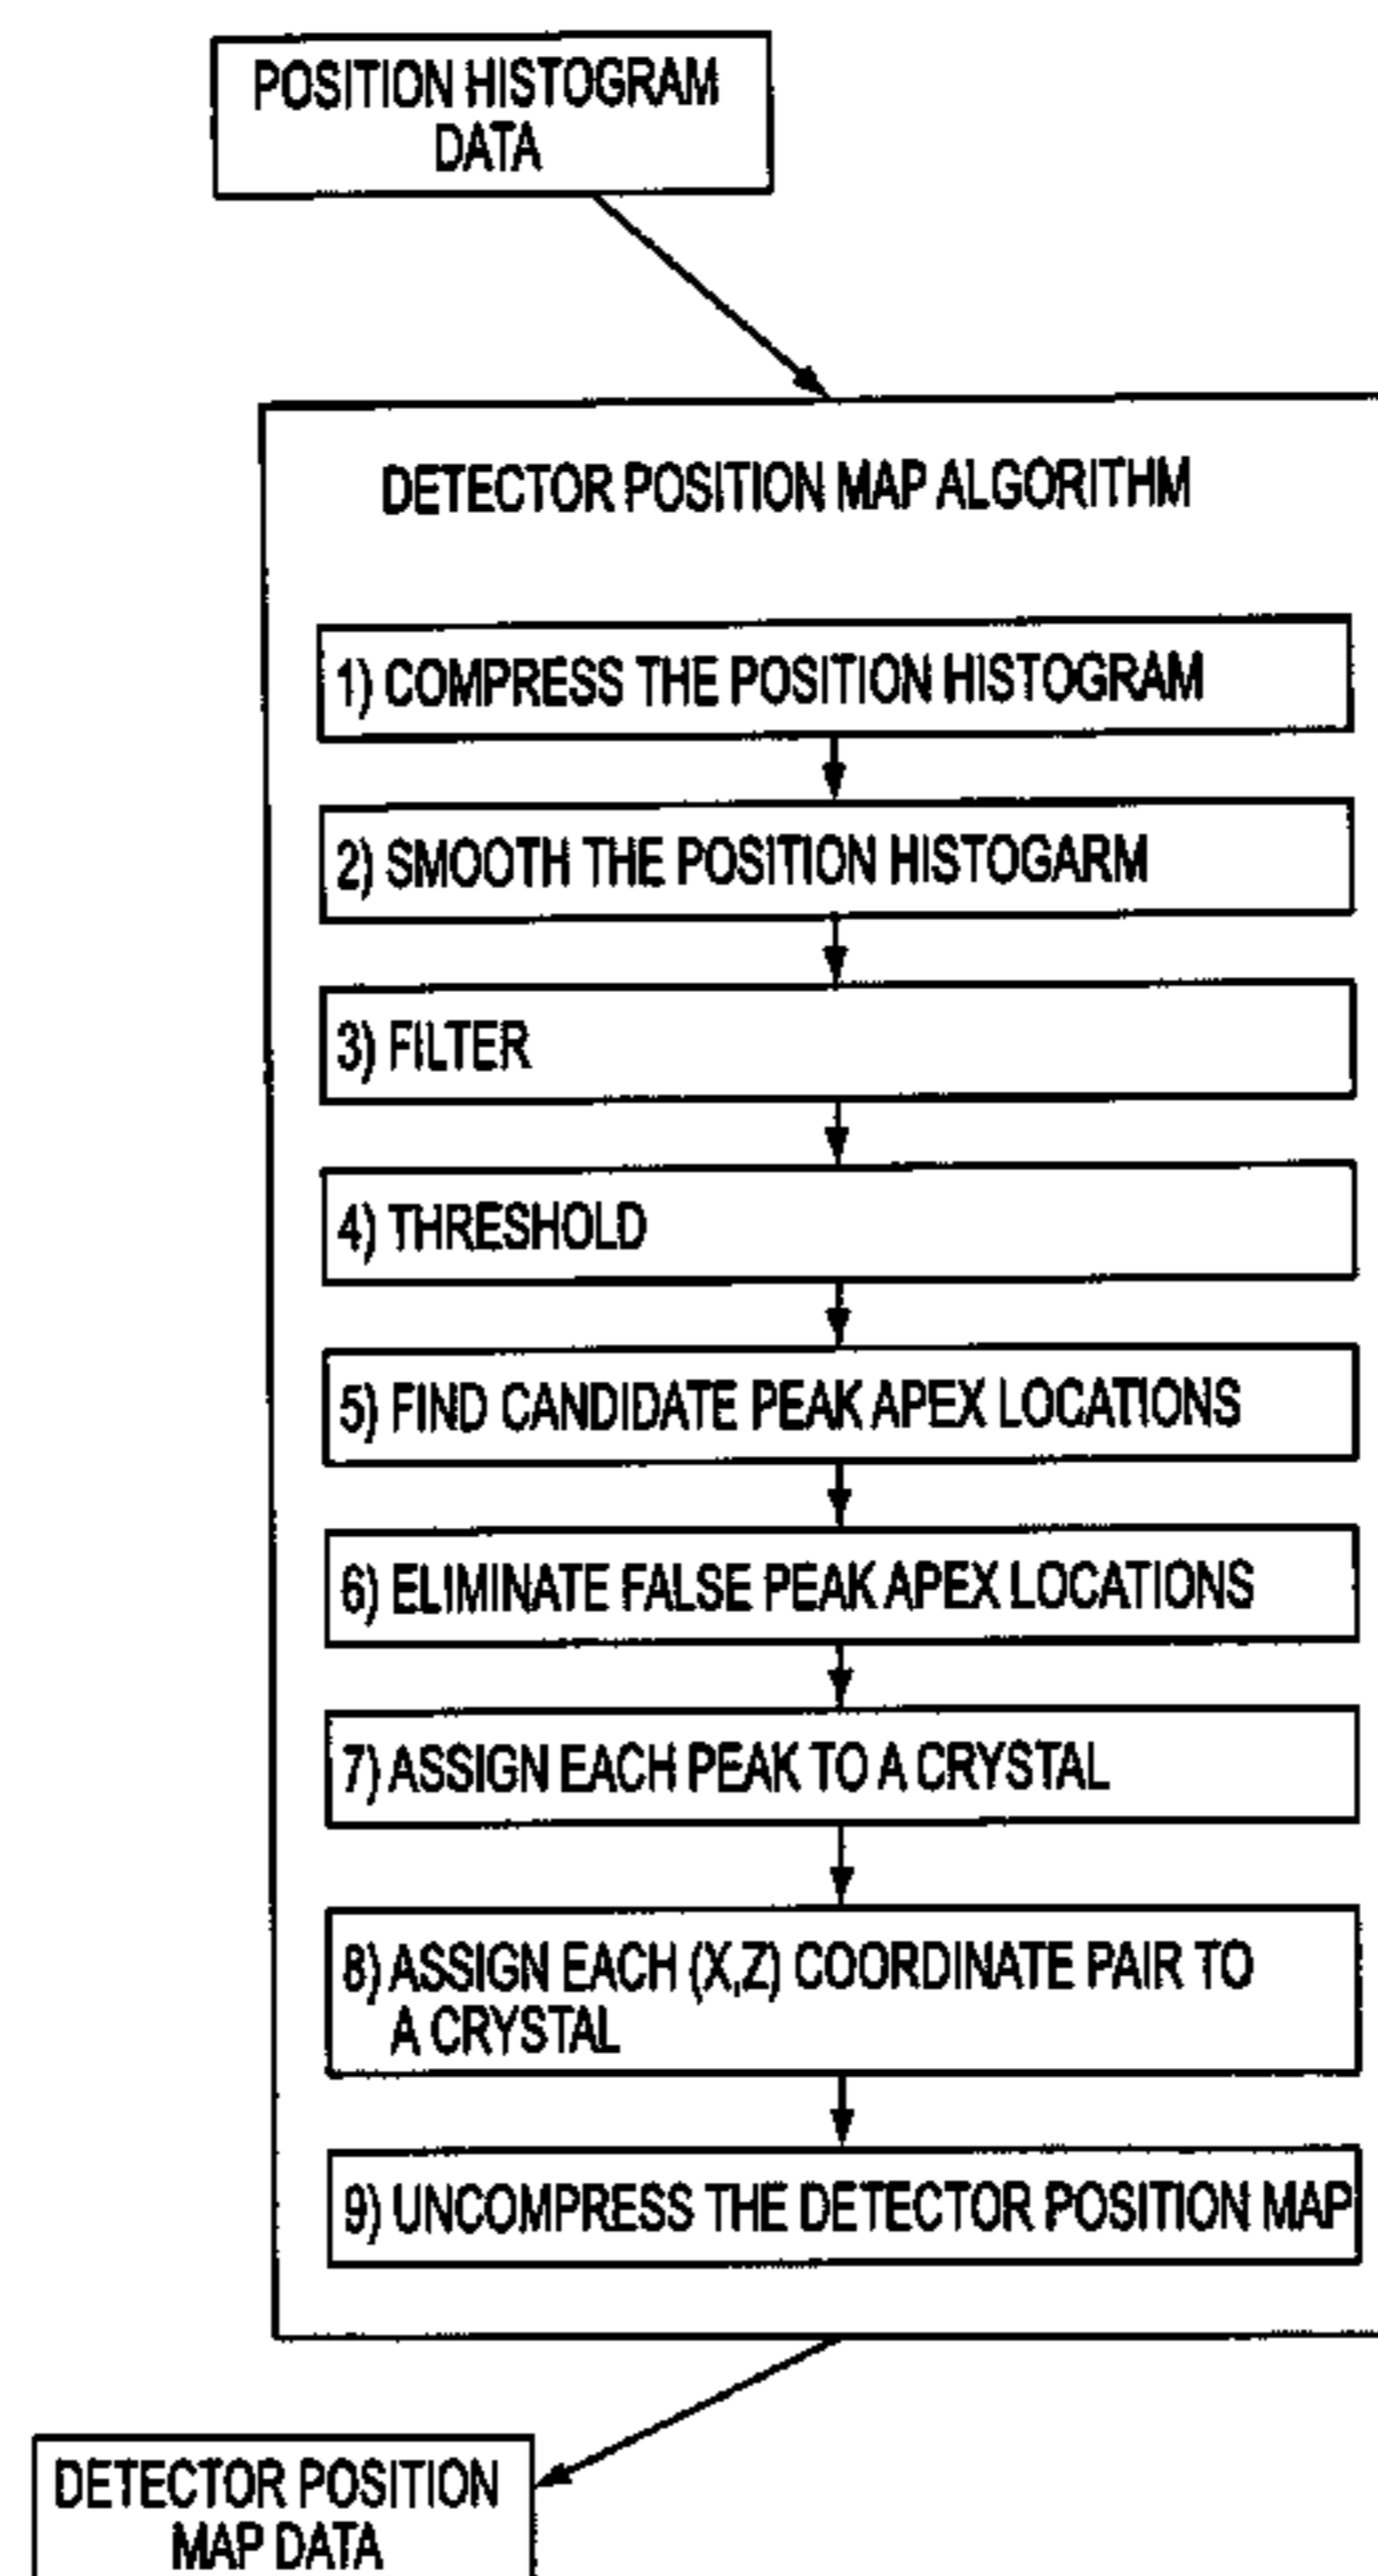 POSITION HISTOGRAM
DATA
DETECTOR POSITION MAP ALGORITHM
1) COMPRESS THE POSITION HISTOGRAM
2) SMOOTH THE POSITION HISTOGARM
3) FILTER
4) THRESHOLD
5) FIND CANDIDATE PEAK APEX LOCATIONS
6) ELIMINATE FALSE PEAK APEX LOCATIONS
7) ASSIGN EACH PEAK TO A CRYSTAL
8) ASSIGN EACH (X,Z) COORDINATE PAIR TO
A CRYSTAL
9) UNCOMPRESS THE DETECTOR POSITION MAP
DETECTOR POSITION
MAP DATA